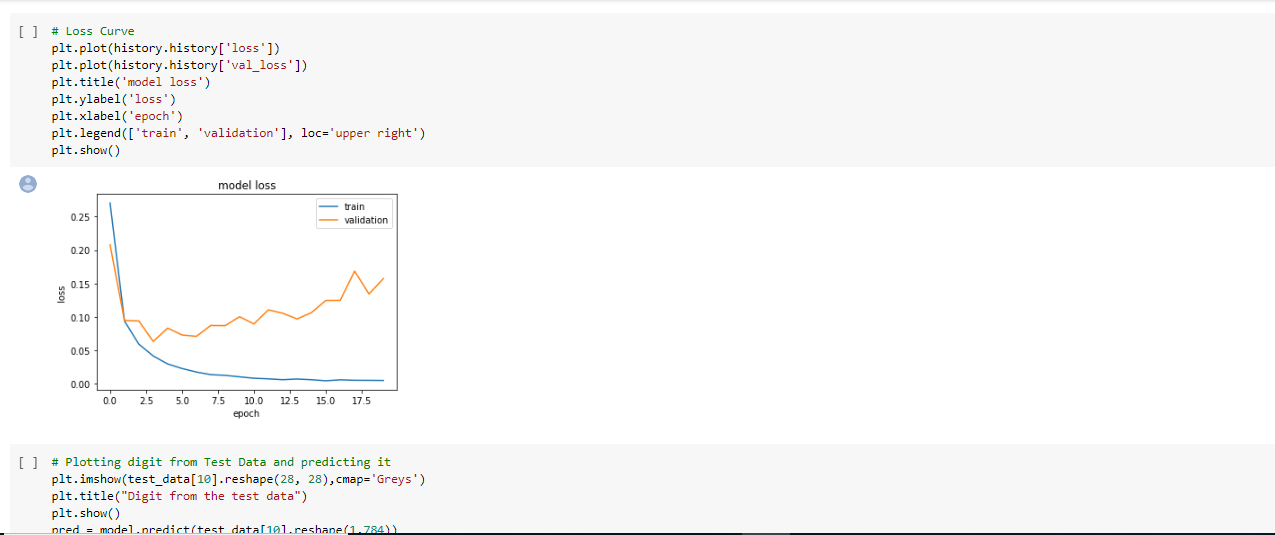 [ ] # Loss Curve
plt.plot(history.history['loss'])
plt.plot(history.history['val_loss'])
plt.title('model loss')
plt.ylabel('loss')
plt.xlabel('epoch')
plt.legend(['train', 'validation'], loc='upper right')
plt.show()
model loss
train
validation
0.25
0.20
0.15
0.10
0.05
0.00
loss
0.0 2.5 5.0 7.5 10.0 12.5 15.0 17.5
epoch
[ ] # Plotting digit from Test Data and predicting it
plt.imshow(test_data[10].reshape(28, 28),cmap='Greys')
plt.title("Digit from the test data")
plt.show()
pred = model.predict(test_data[10].reshape(1,784))